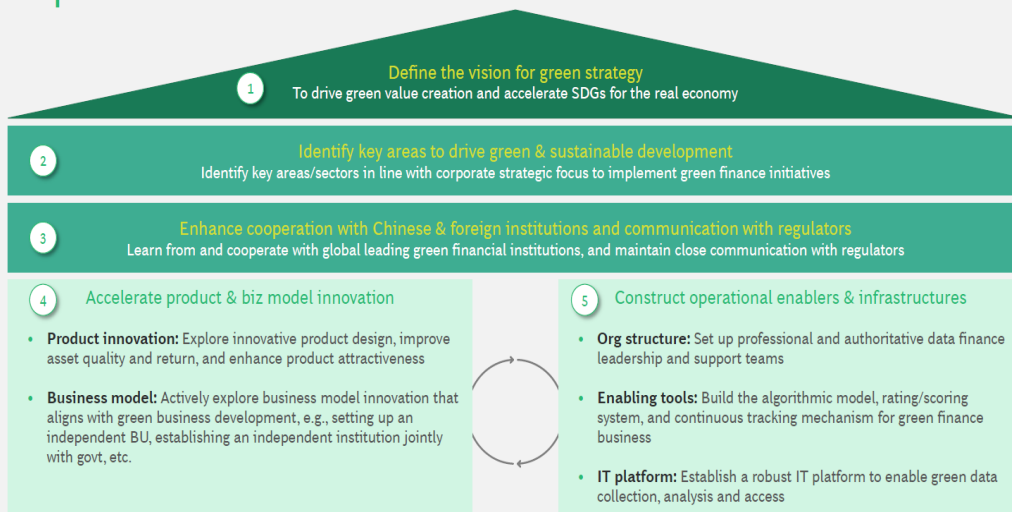 1
Define the vision for green strategy
To drive green value creation and accelerate SDGs for the real economy
2
Identify key areas to drive green & sustainable development
Identify key areas/sectors in line with corporate strategic focus to implement green finance initiatives
3
Enhance cooperation with Chinese & foreign institutions and communication with regulators
Learn from and cooperate with global leading green financial institutions, and maintain close communication with regulators
4
Accelerate product & biz model innovation
• Product innovation: Explore innovative product design, improve
asset quality and return, and enhance product attractiveness
• Business model: Actively explore business model innovation that
aligns with green business development, e.g., setting up an
independent BU, establishing an independent institution jointly
with govt, etc.
5
Construct operational enablers & infrastructures
• Org structure: Set up professional and authoritative data finance
leadership and support teams
• Enabling tools: Build the algorithmic model, rating/scoring
system, and continuous tracking mechanism for green finance
business
• IT platform: Establish a robust IT platform to enable green data
collection, analysis and access